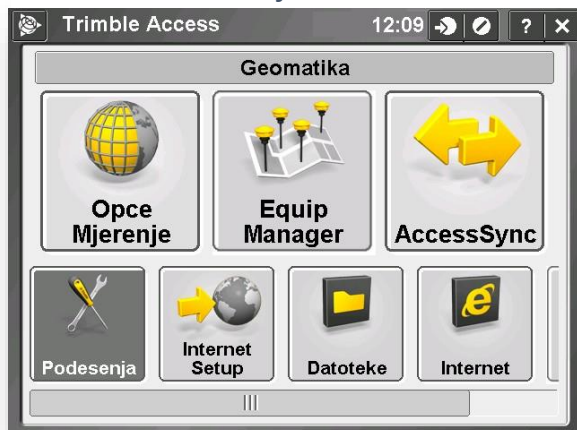 Trimble Access 12:09 ? X
Geomatika
Opce
Mjerenje
Equip
Manager
AccessSync
Podesenja
Internet
Setup
Datoteke
Internet